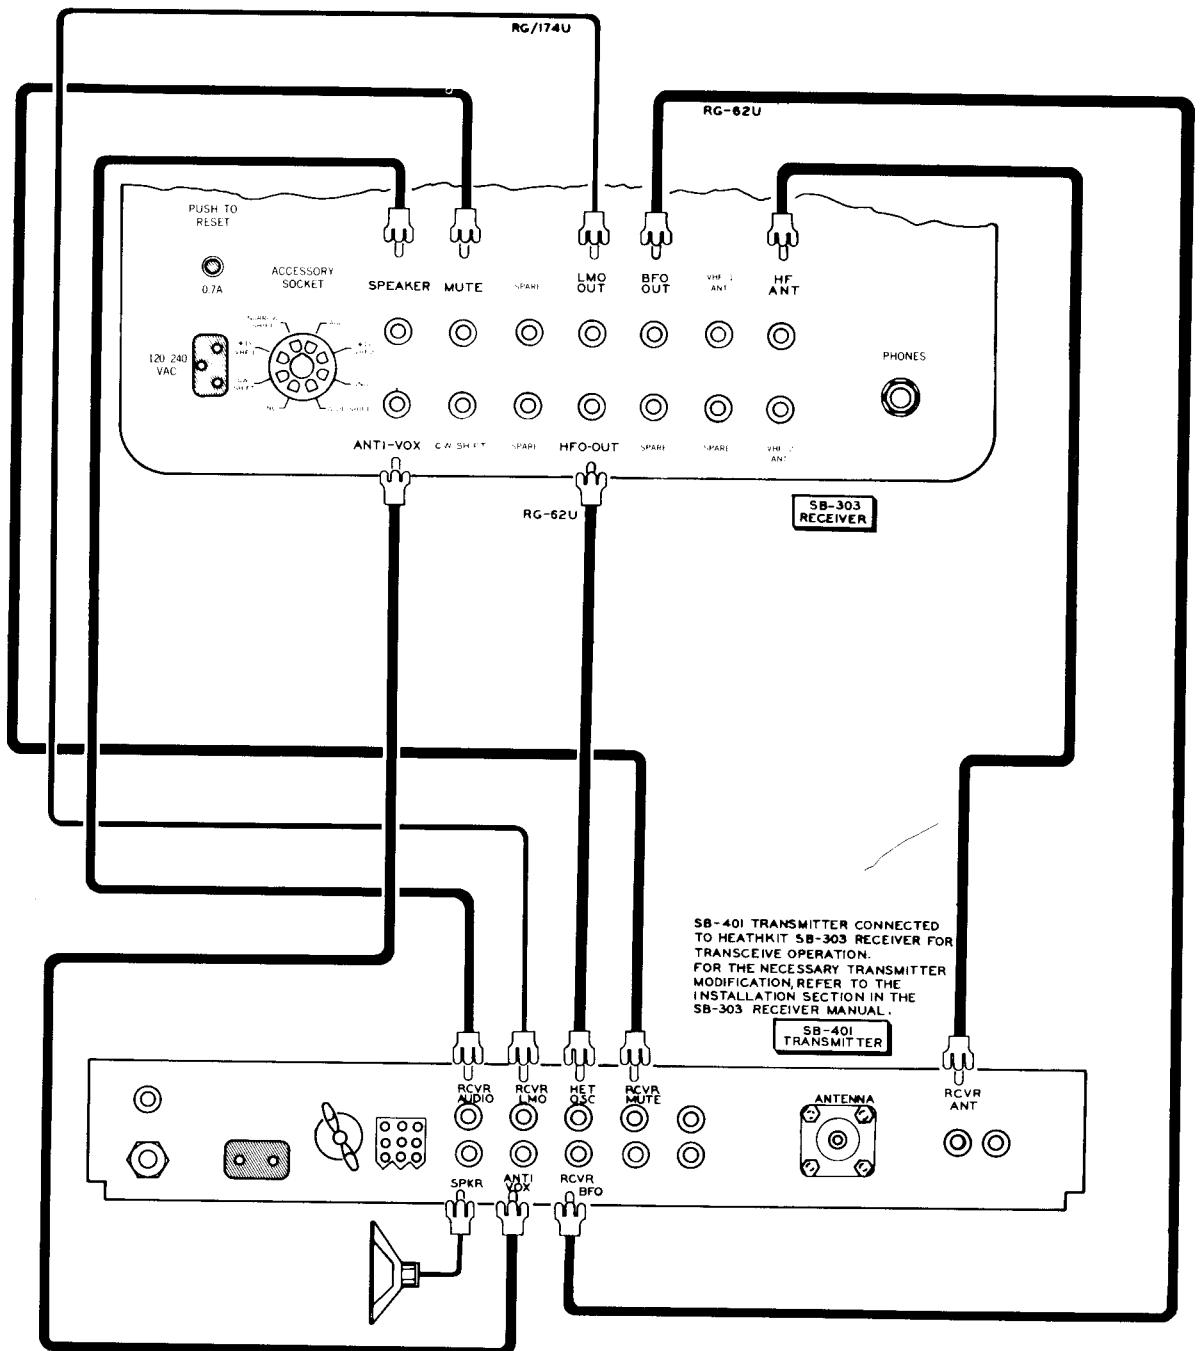 RG/174U
RG-62U
PUSH TO
RESET
0.7A
ACCESSORY
SOCKET
SPEAKER
MUTE
SPARE
LMO
OUT
BFO
OUT
ANT
HF
ANT
120 240
VAC
PHONES
ANTI-VOX
C W SHIFT
SPARE
HFO-OUT
SPARE
SPARE
ANT
RG-62U
SB-303
RECEIVER
SB-401 TRANSMITTER CONNECTED
TO HEATHKIT SB-303 RECEIVER FOR
TRANSCEIVE OPERATION.
FOR THE NECESSARY TRANSMITTER
MODIFICATION, REFER TO THE
INSTALLATION SECTION IN THE
SB-303 RECEIVER MANUAL.
SB-401
TRANSMITTER
RCVR
AUDIO
RCVR
LMO
HET
OSC
RCVR
MUTE
ANTENNA
RCVR
ANT
SPKR
ANTI
VOX
RCVR
BFO